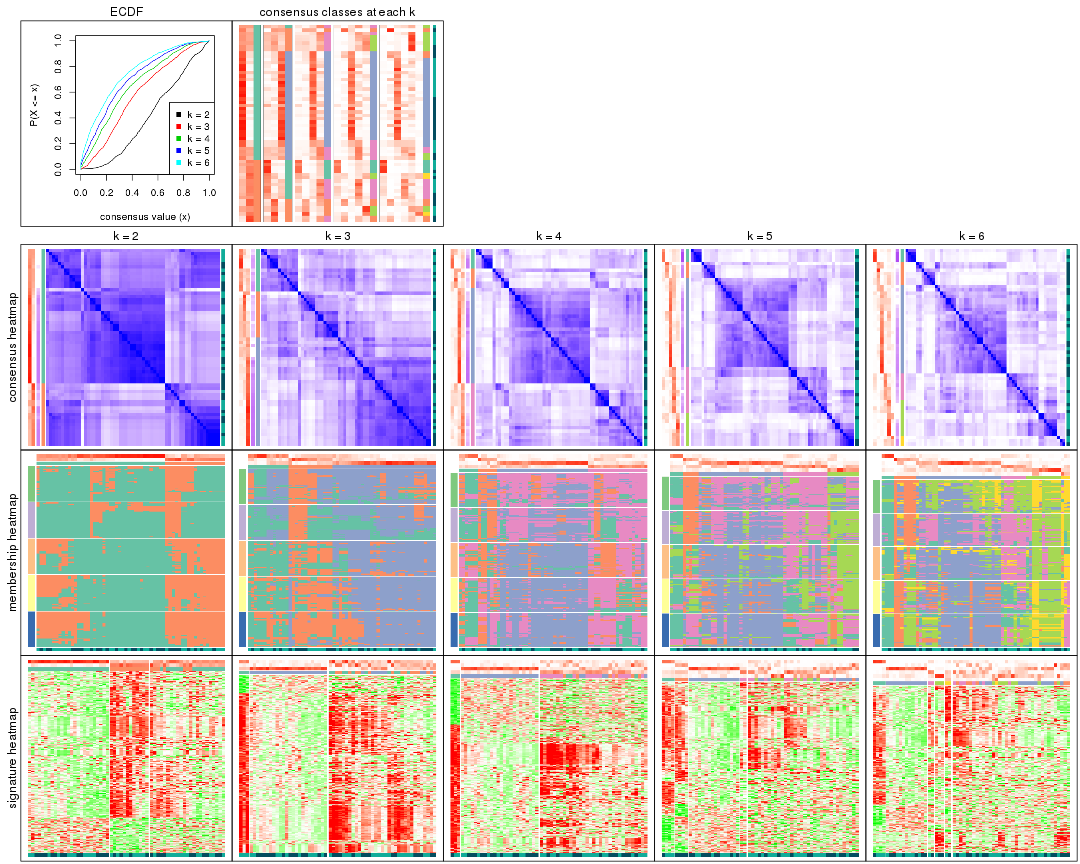 ECDF
consensus classes at each k
P(X <= x)
0.0 0.2 0.4 0.6 0.8 1.0
k = 2
k = 3
k = 4
k = 5
k = 6
0.0 0.2 0.4 0.6 0.8 1.0
consensus value (x)
k = 2 k = 3 k = 4 k = 5 k = 6
consensus heatmap
membership heatmap
signature heatmap